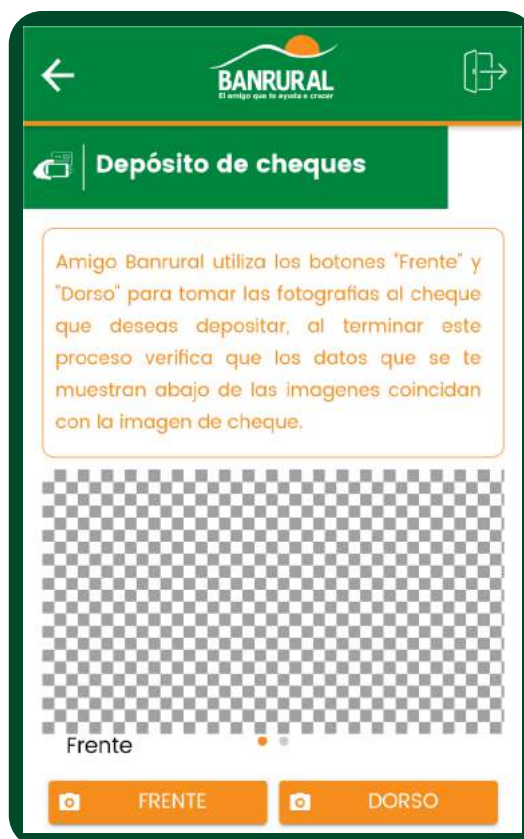 BANRURAL
El amigo que te ayuda a crecer
Depósito de cheques
Amigo Banrural utiliza los botones "Frente" y
"Dorso" para tomar las fotografías al cheque
que deseas depositar, al terminar este
proceso verifica que los datos que se te
muestran abajo de las imagenes coincidan
con la imagen de cheque.
Frente
FRENTE
DORSO